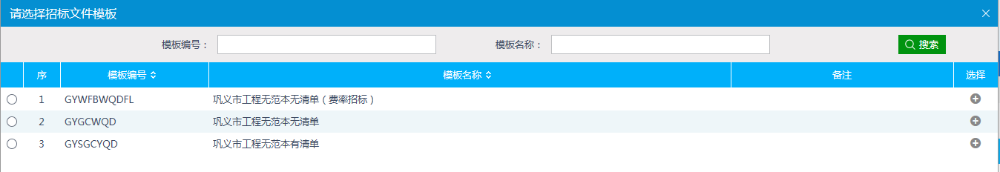 请选择招标文件模板
模板编号： 模板名称： 搜索
序 模板编号 模板名称 备注 选择
1 GYWFBWQDFL 巩义市工程无范本无清单（费率招标）
2 GYGCWQD 巩义市工程无范本无清单
3 GYSGCYQD 巩义市工程无范本有清单